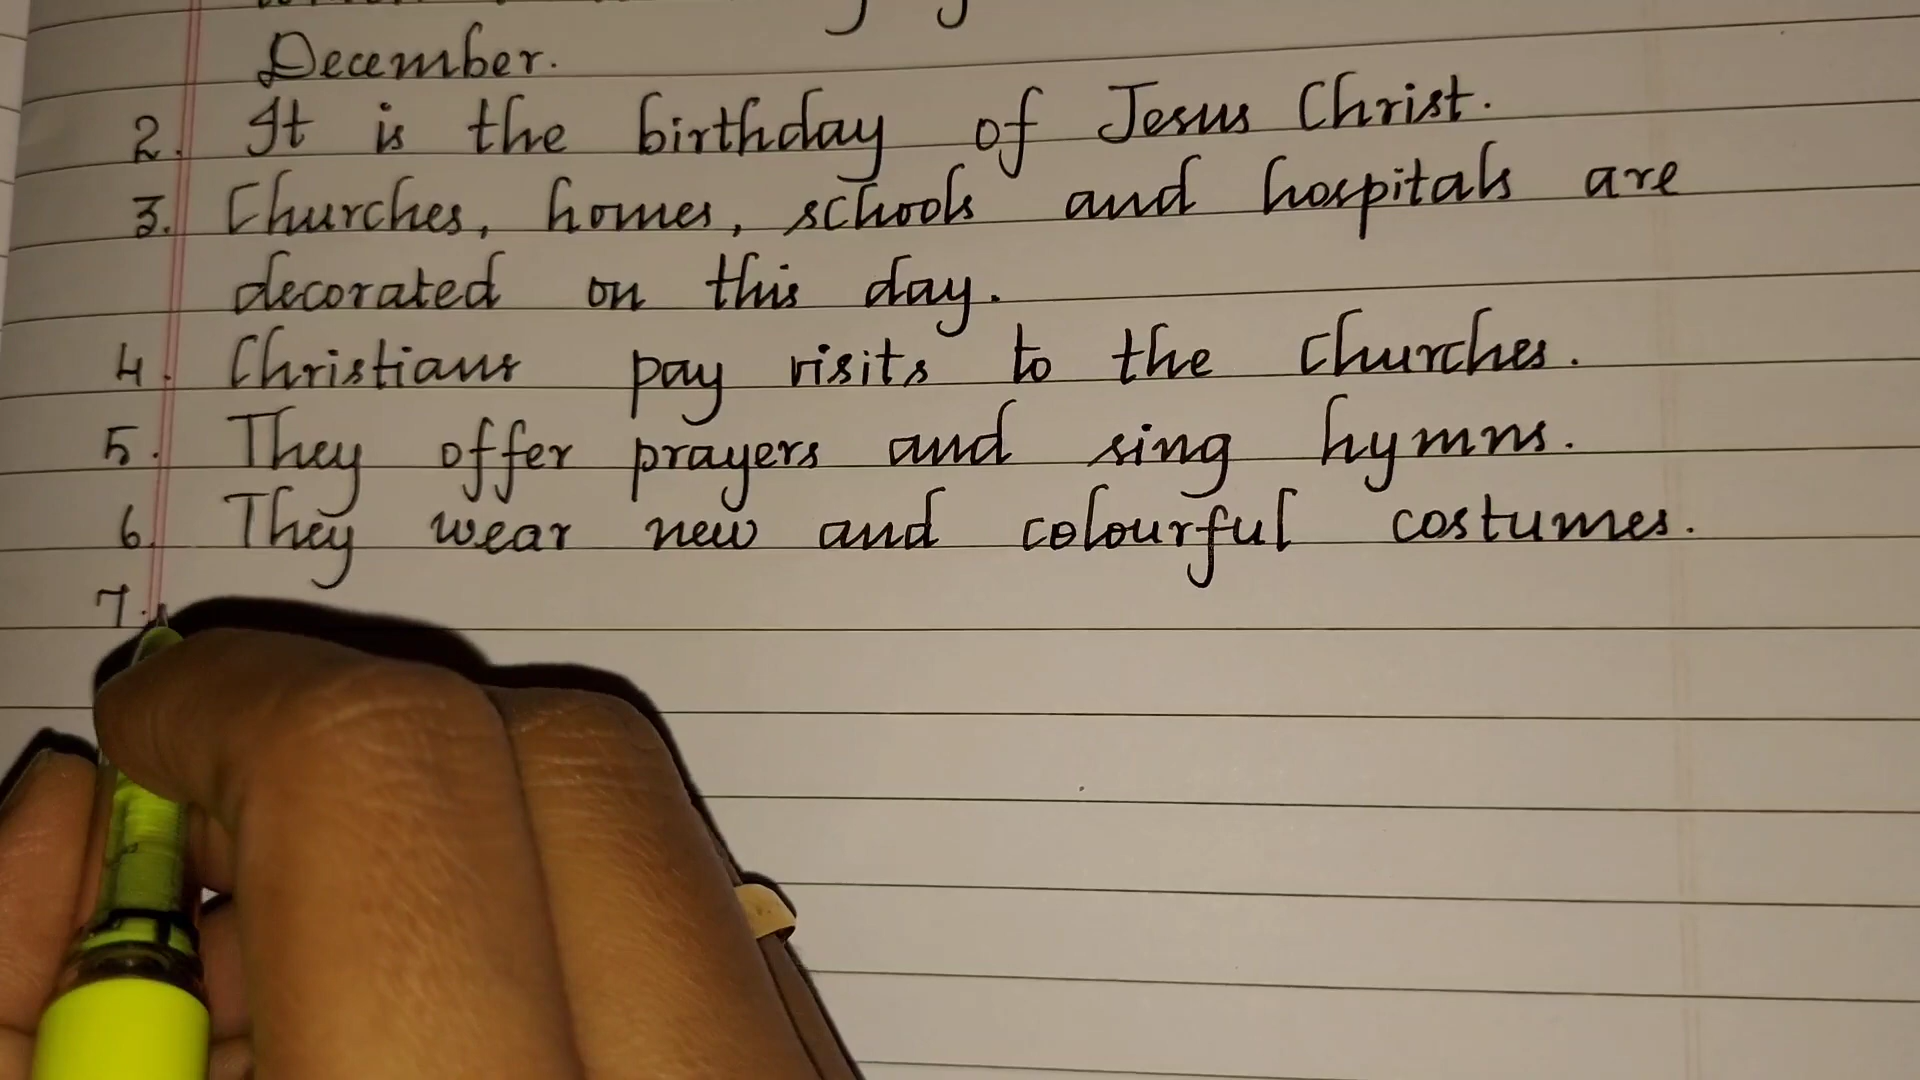 December.
2. It is the birthday of Jesus Christ.
3. Churches, homes, schools and hospitals are
decorated on this day.
4. Christians pay visits to the churches.
5. They offer prayers and sing hymns.
6. They wear new and colourful costumes.
7.